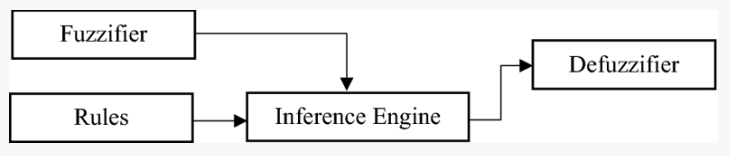 Fuzzifier
Defuzzifier
Rules
Inference Engine